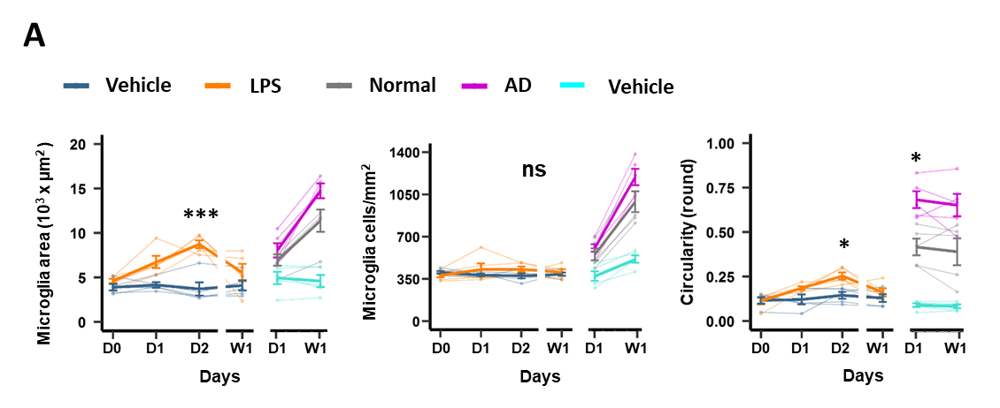 A
Vehicle LPS Normal AD Vehicle
Microglia area (10³ x µm²)
20
15
10
5
0
***
D0 D1 D2 W1 D1 W1
Days
Microglia cells/mm²
1400
1050
700
350
0
ns
D0 D1 D2 W1 D1 W1
Days
Circularity (round)
1.00
0.75
0.50
0.25
0.00
*
*
D0 D1 D2 W1 D1 W1
Days